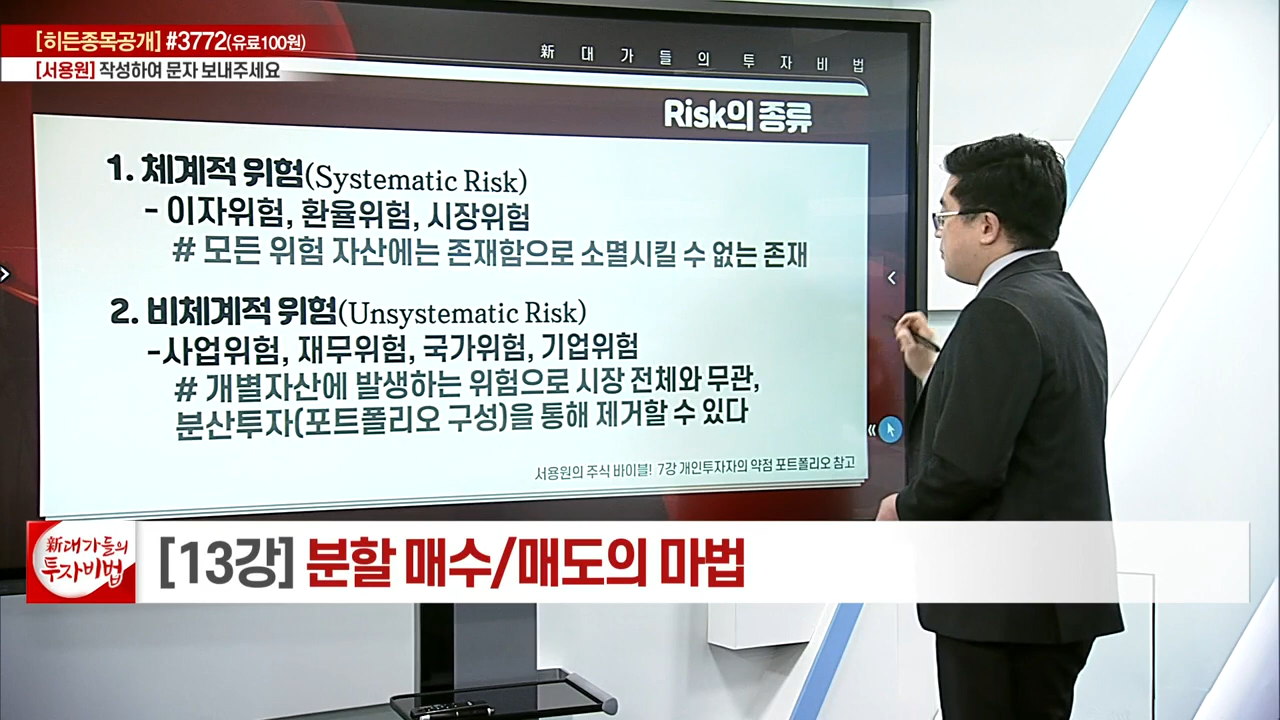 [히든종목공개] #3772(유료100원)
[서용원] 작성하여 문자 보내주세요
新 대 가 들 의 투 자 비 법
Risk의 종류
1. 체계적 위험(Systematic Risk)
- 이자위험, 환율위험, 시장위험
# 모든 위험 자산에는 존재함으로 소멸시킬 수 없는 존재
2. 비체계적 위험(Unsystematic Risk)
-사업위험, 재무위험, 국가위험, 기업위험
# 개별자산에 발생하는 위험으로 시장 전체와 무관,
분산투자(포트폴리오 구성)을 통해 제거할 수 있다
서용원의 주식 바이블! 7강 개인투자자의 약점 포트폴리오 참고
新대가들의
투자비법
[13강] 분할 매수/매도의 마법